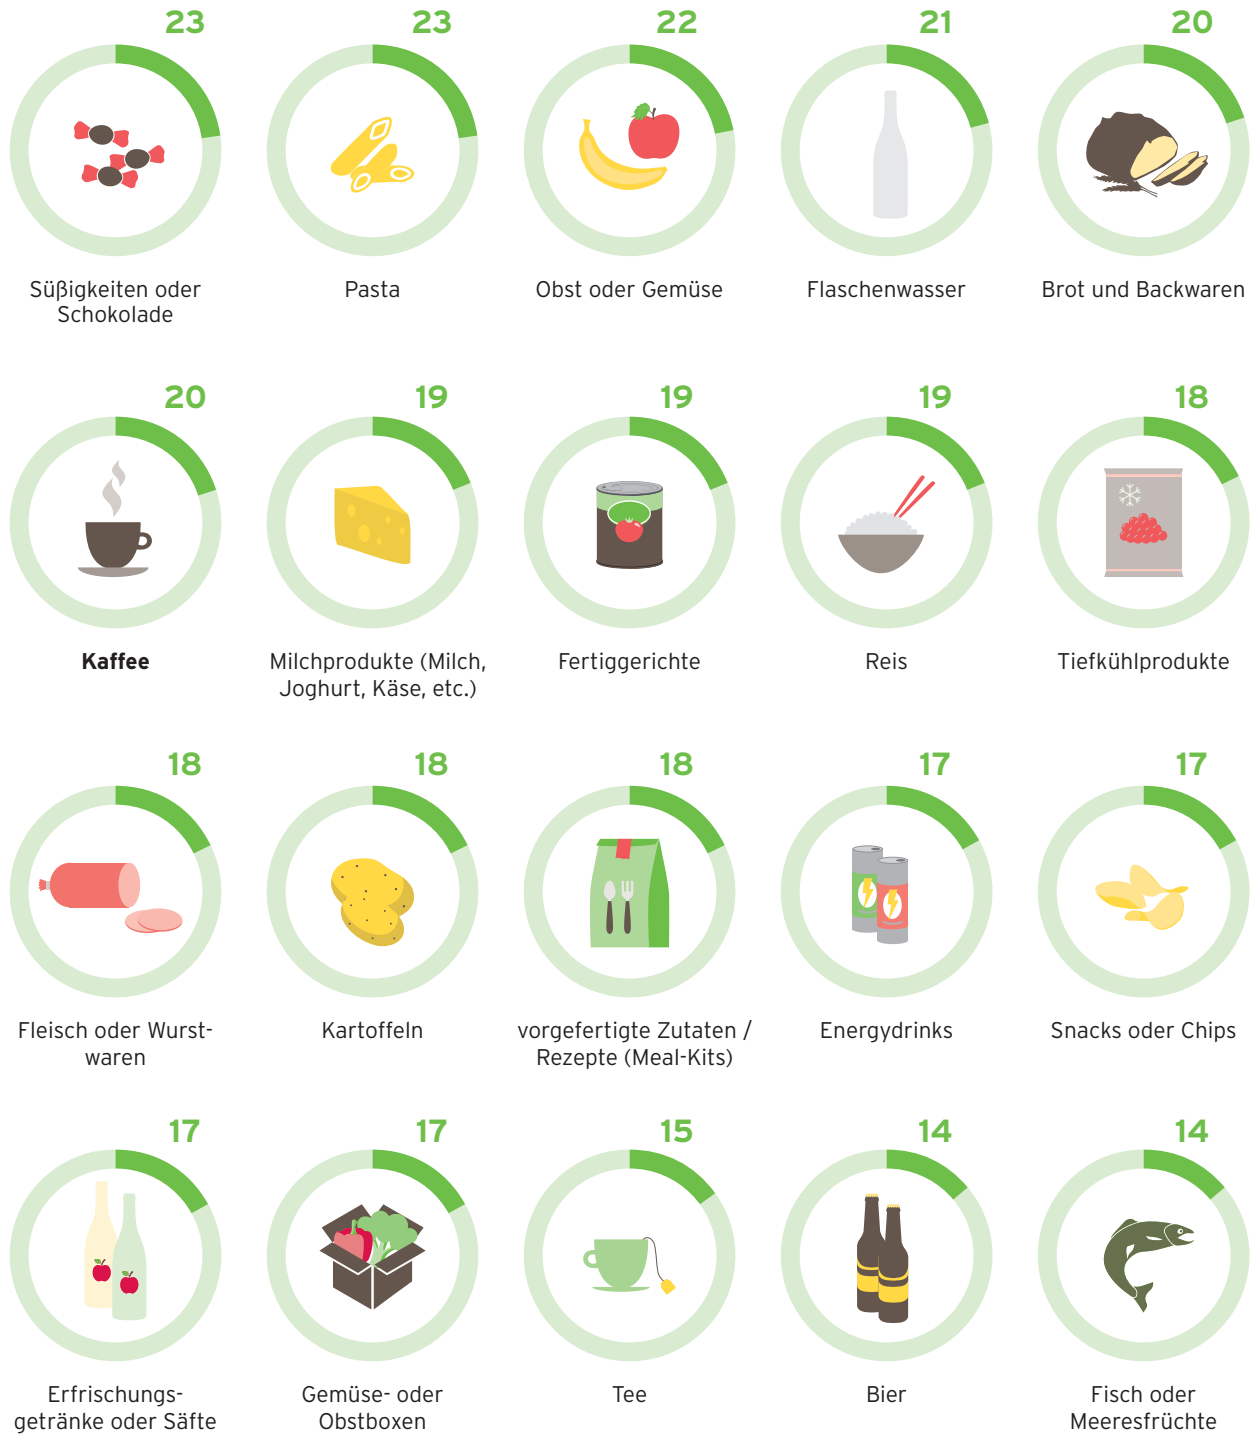 23
23
22
21
20
Süßigkeiten oder
Schokolade
Pasta
Obst oder Gemüse
Flaschenwasser
Brot und Backwaren
20
19
19
19
18
Kaffee
Milchprodukte (Milch,
Joghurt, Käse, etc.)
Fertiggerichte
Reis
Tiefkühlprodukte
18
18
18
17
17
Fleisch oder Wurst-
waren
Kartoffeln
vorgefertigte Zutaten /
Rezepte (Meal-Kits)
Energydrinks
Snacks oder Chips
17
17
15
14
14
Erfrischungs-
getränke oder Säfte
Gemüse- oder
Obstboxen
Tee
Bier
Fisch oder
Meeresfrüchte